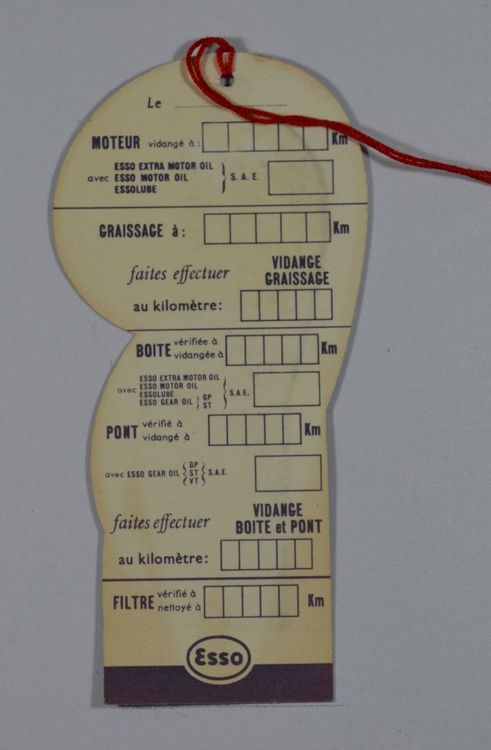 Le
MOTEUR vidangé à : Km
avec ESSO EXTRA MOTOR OIL
ESSO MOTOR OIL
ESSOLUBE
S.A.E.
GRAISSAGE à : Km
faites effectuer VIDANGE
GRAISSAGE
au kilomètre :
BOITE vérifiée à
vidangée à Km
avec ESSO EXTRA MOTOR OIL
ESSO MOTOR OIL
ESSOLUBE
ESSO GEAR OIL GP
ST
S.A.E.
PONT vérifié à
vidangé à Km
avec ESSO GEAR OIL GP
ST
VT
S.A.E.
faites effectuer VIDANGE
BOITE et PONT
au kilomètre :
FILTRE vérifié à
nettoyé à Km
Esso